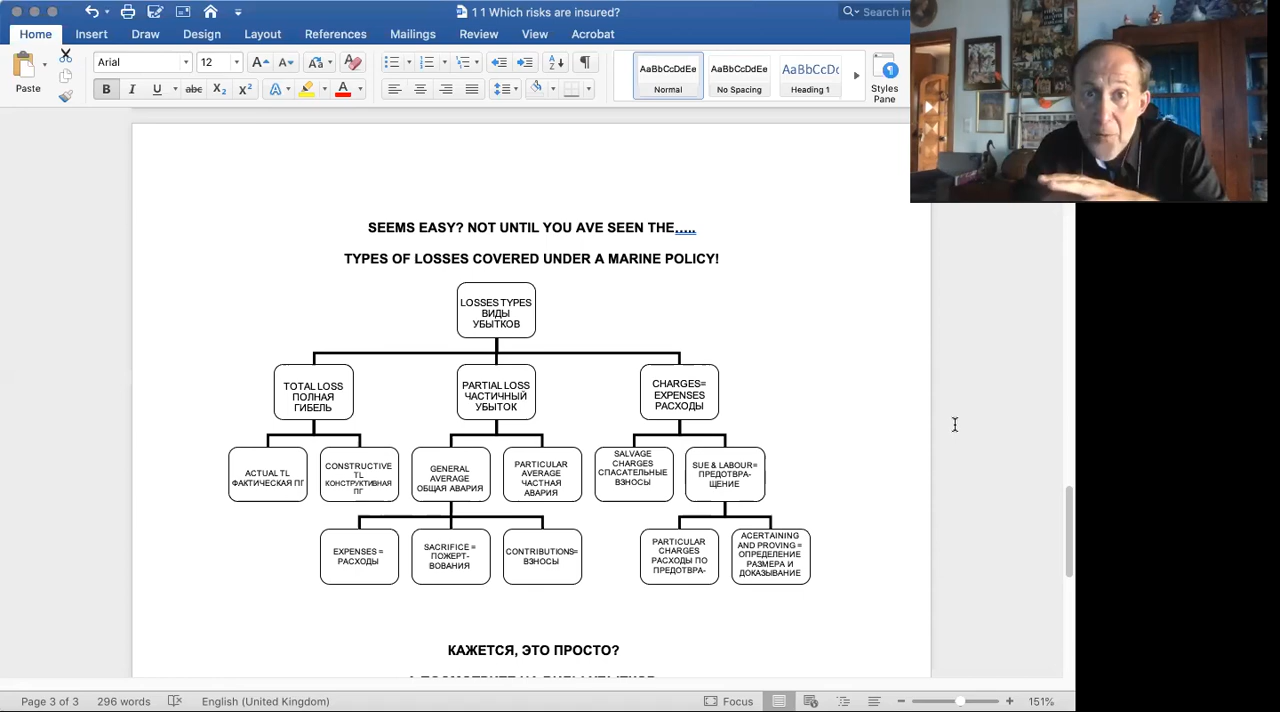 1 1 Which risks are insured?
Search in
Home Insert Draw Design Layout References Mailings Review View Acrobat
Paste
Arial
12
AaBbCcDdEe
AaBbCcDdEe
AaBbCcDc
Normal
No Spacing
Heading 1
Styles
Pane
SEEMS EASY? NOT UNTIL YOU AVE SEEN THE.....
TYPES OF LOSSES COVERED UNDER A MARINE POLICY!
LOSSES TYPES
ВИДЫ
УБЫТКОВ
TOTAL LOSS
ПОЛНАЯ
ГИБЕЛЬ
PARTIAL LOSS
ЧАСТИЧНЫЙ
УБЫТОК
CHARGES=
EXPENSES
РАСХОДЫ
ACTUAL TL
ФАКТИЧЕСКАЯ ПГ
CONSTRUCTIVE
TL
КОНСТРУКТИВНАЯ
ПГ
GENERAL
AVERAGE
ОБЩАЯ АВАРИЯ
PARTICULAR
AVERAGE
ЧАСТНАЯ
АВАРИЯ
SALVAGE
CHARGES
СПАСАТЕЛЬНЫЕ
ВЗНОСЫ
SUE & LABOUR=
ПРЕДОТВРА-
ЩЕНИЕ
EXPENSES =
РАСХОДЫ
SACRIFICE =
ПОЖЕРТ-
ВОВАНИЯ
CONTRIBUTIONS=
ВЗНОСЫ
PARTICULAR
CHARGES
РАСХОДЫ ПО
ПРЕДОТВРА-
ACERTAINING
AND PROVING =
ОПРЕДЕЛЕНИЕ
РАЗМЕРА И
ДОКАЗЫВАНИЕ
КАЖЕТСЯ, ЭТО ПРОСТО?
Page 3 of 3 296 words English (United Kingdom) Focus 151%